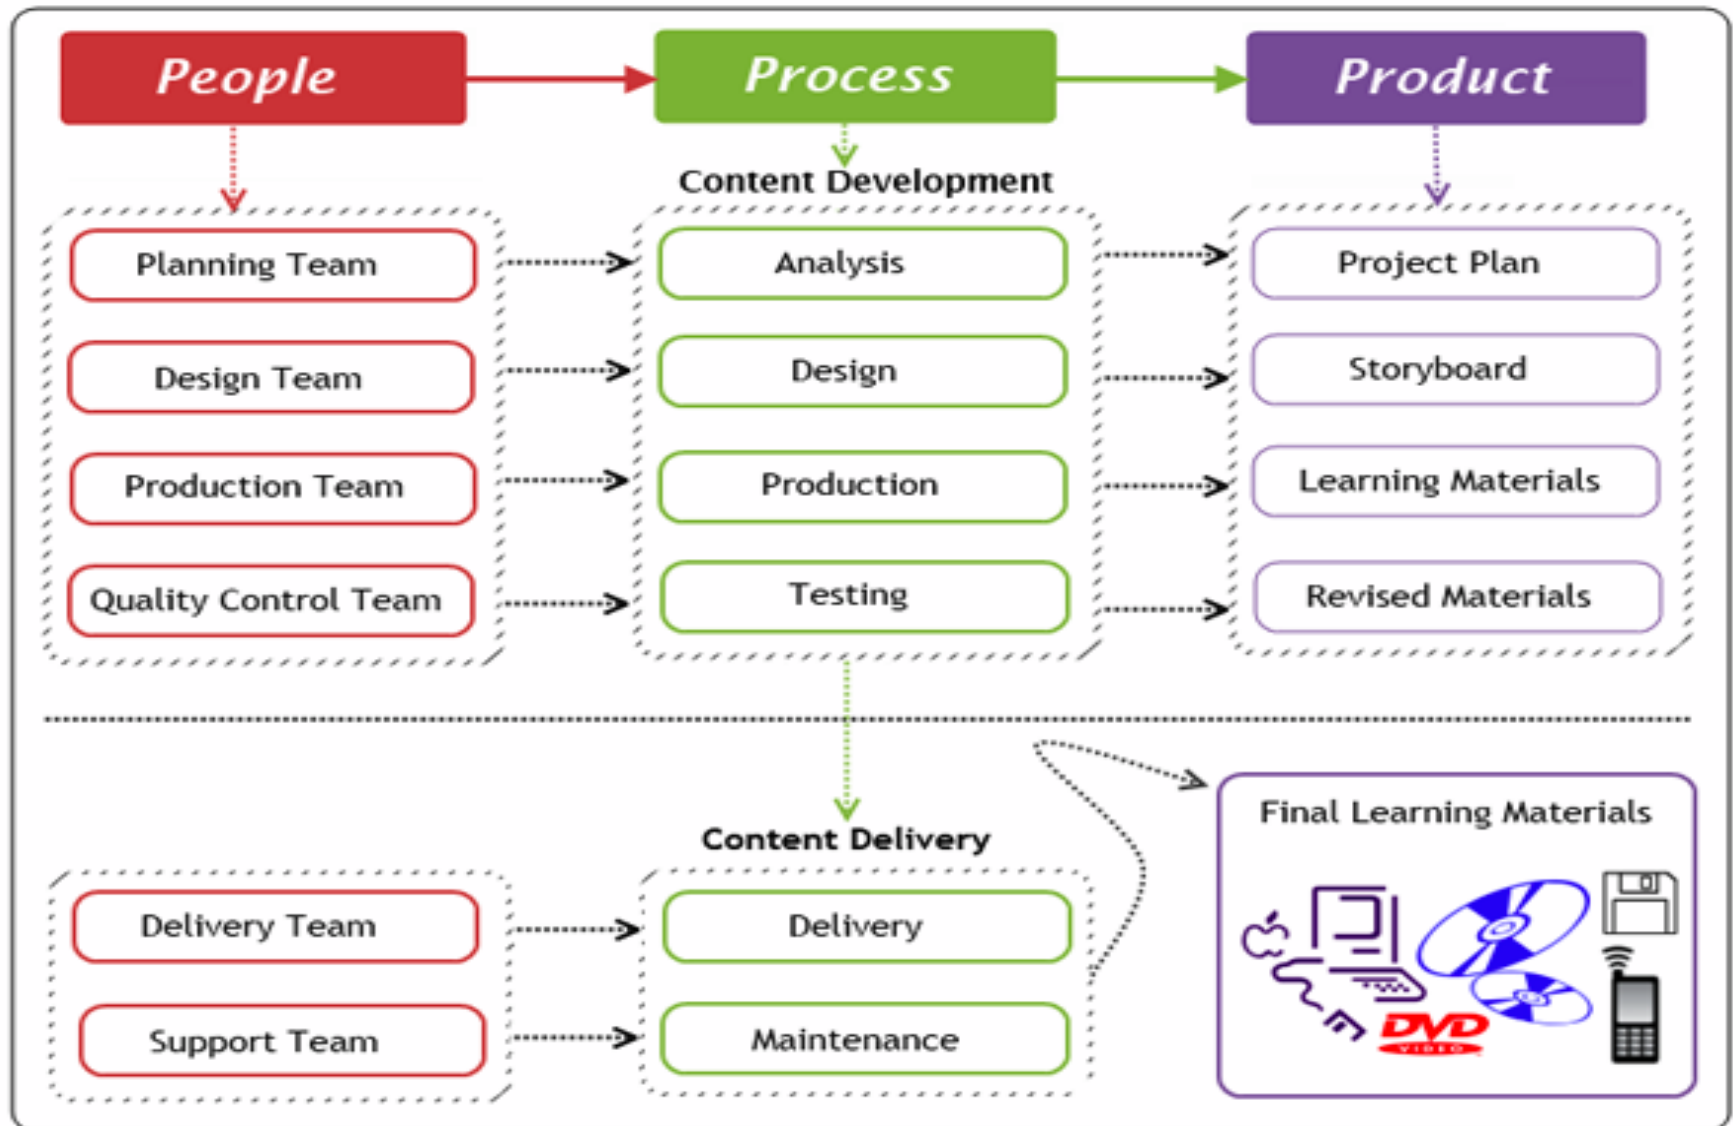 People
Process
Product
Content Development
Planning Team
Analysis
Project Plan
Design Team
Design
Storyboard
Production Team
Production
Learning Materials
Quality Control Team
Testing
Revised Materials
Content Delivery
Final Learning Materials
Delivery Team
Delivery
Support Team
Maintenance
DVD
VIDEO